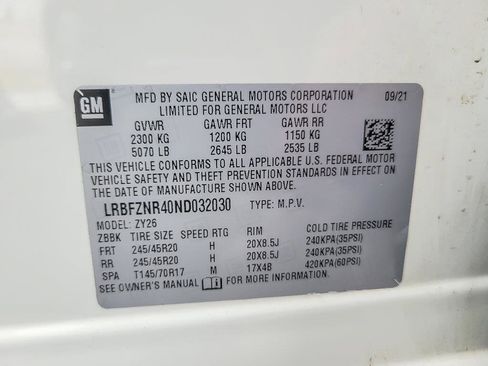 GM
MFD BY SAIC GENERAL MOTORS CORPORATION 09/21
LIMITED FOR GENERAL MOTORS LLC
GVWR GAWR FRT GAWR RR
2300 KG 1200 KG 1150 KG
5070 LB 2645 LB 2535 LB
THIS VEHICLE CONFORMS TO ALL APPLICABLE U.S. FEDERAL MOTOR
VEHICLE SAFETY AND THEFT PREVENTION STANDARDS IN EFFECT ON
THE DATE OF MANUFACTURE SHOWN ABOVE.
LRBFZNR40ND032030 TYPE: M.P.V.
MODEL: ZY26
ZBBK TIRE SIZE SPEED RTG RIM COLD TIRE PRESSURE
FRT 245/45R20 H 20X8.5J 240KPA(35PSI)
RR 245/45R20 H 20X8.5J 240KPA(35PSI)
SPA T145/70R17 M 17X4B 420KPA(60PSI)
SEE OWNER'S MANUAL FOR MORE INFORMATION.